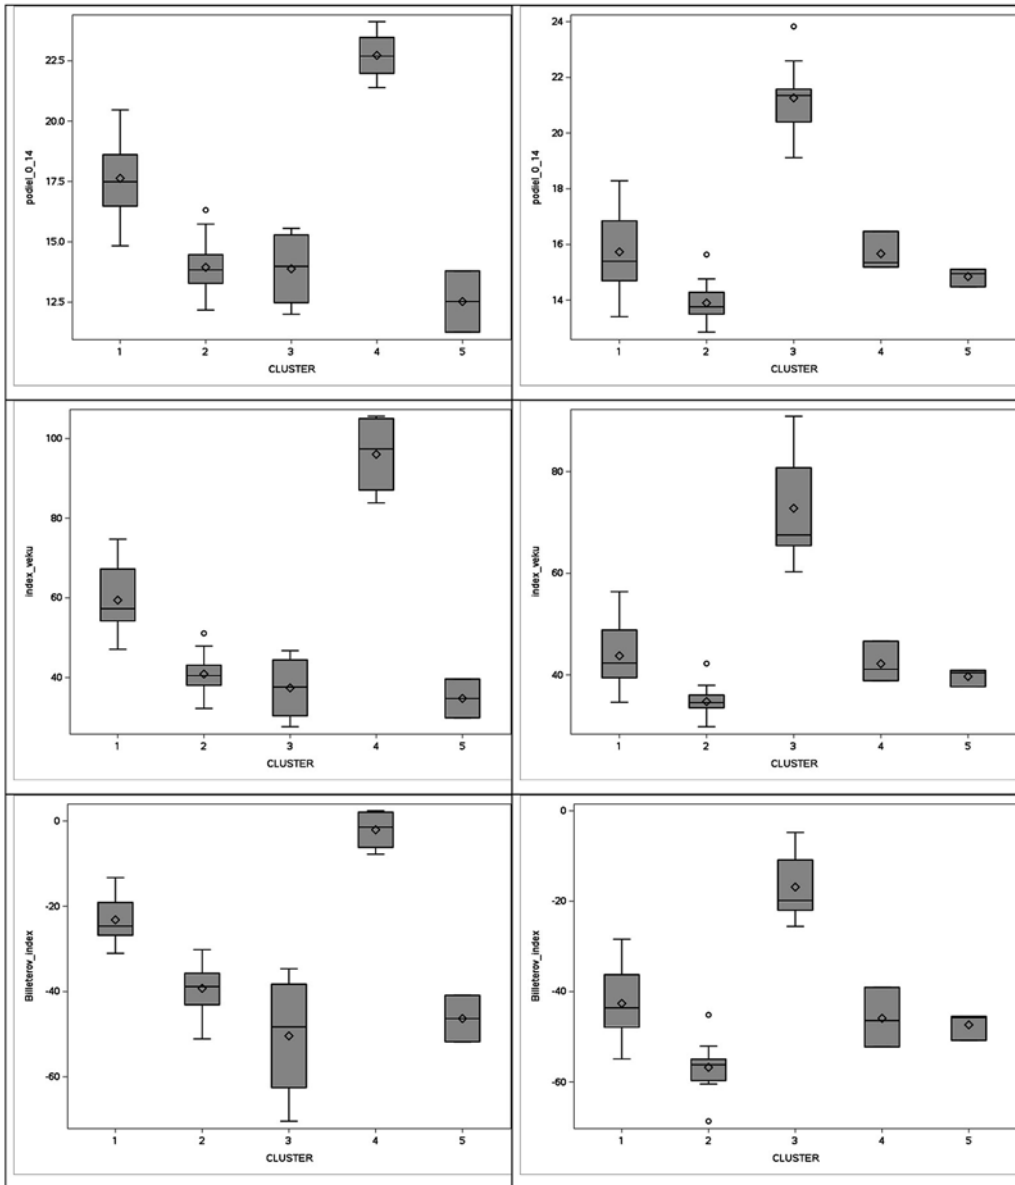 podiel_0_14
22.5
20.0
17.5
15.0
12.5
1 2 3 4 5
CLUSTER
podiel_0_14
24
22
20
18
16
14
1 2 3 4 5
CLUSTER
index_veku
100
80
60
40
1 2 3 4 5
CLUSTER
index_veku
80
60
40
1 2 3 4 5
CLUSTER
Billeterov_index
0
-20
-40
-60
1 2 3 4 5
CLUSTER
Billeterov_index
0
-20
-40
-60
1 2 3 4 5
CLUSTER